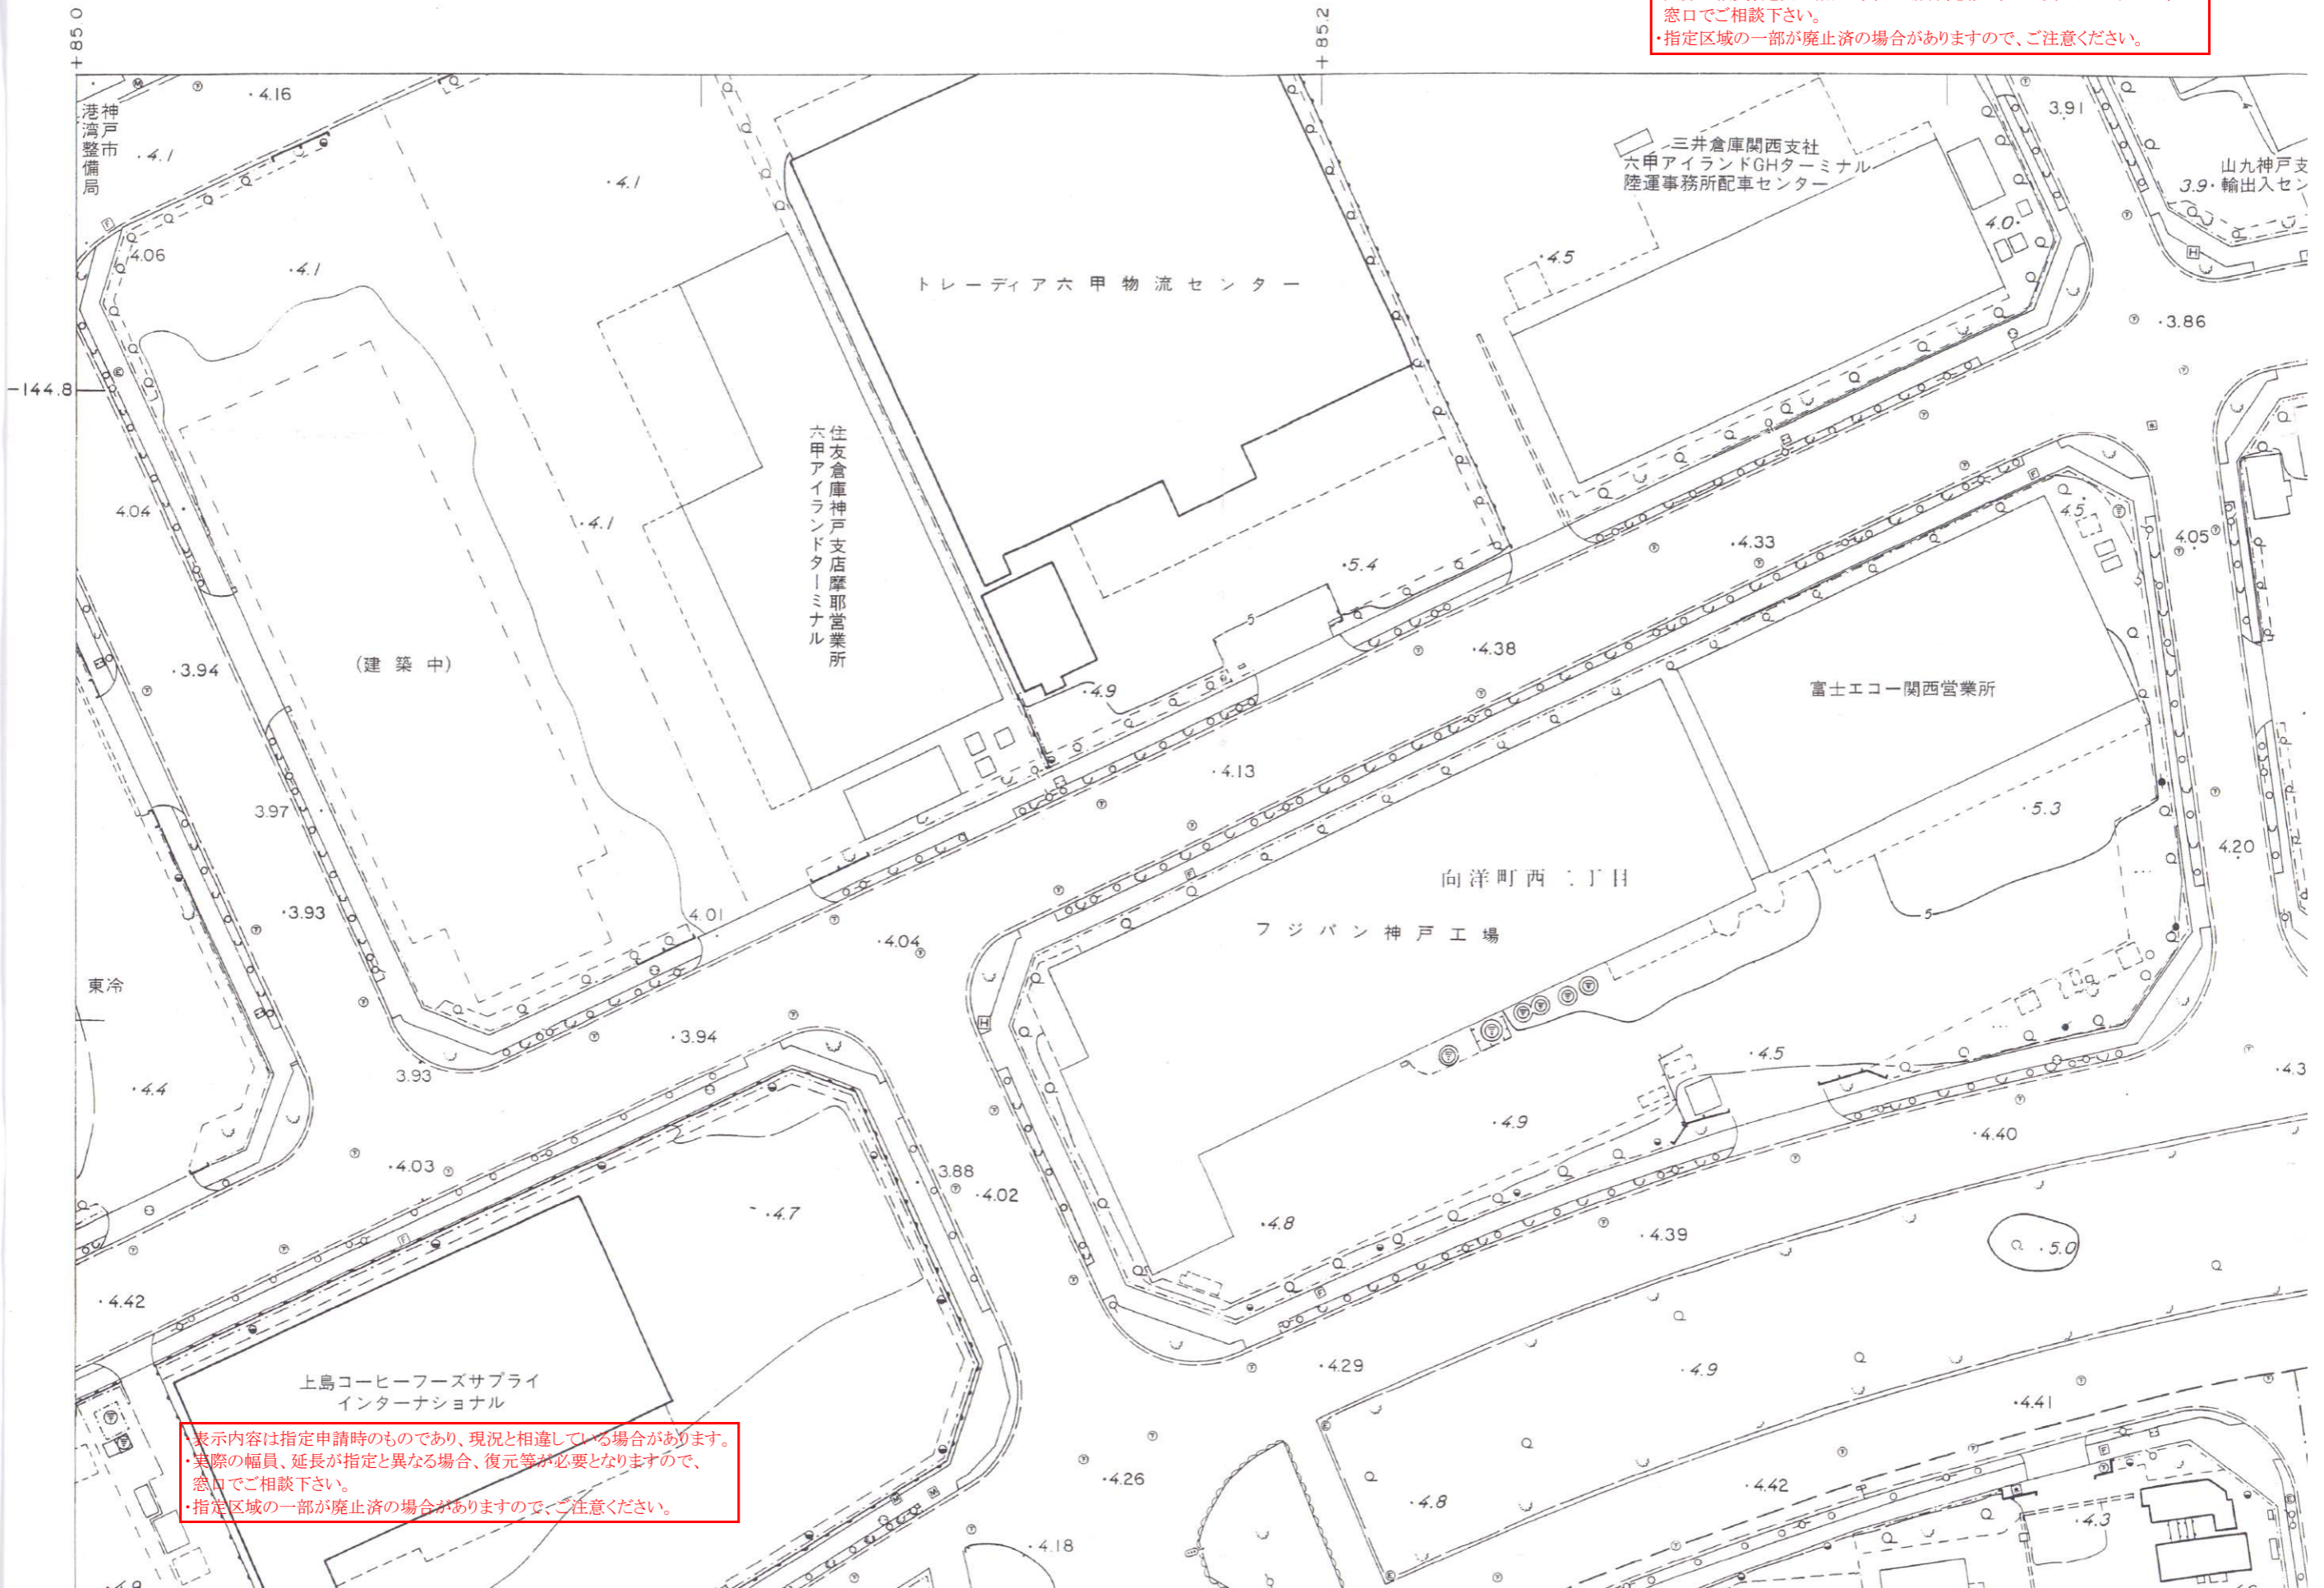 +85.0
+85.2
窓口でご相談下さい。
・指定区域の一部が廃止済の場合がありますので、ご注意ください。
神戸市
港湾整備局
・4.16
・4.1
・4.1
4.06
・4.1
トレーディア六甲物流センター
三井倉庫関西支社
六甲アイランドGHターミナル
陸運事務所配車センター
3.91
山九神戸支
3.9・輸出入セン
4.0・
・4.5
・3.86
-144.8
住友倉庫神戸支店摩耶営業所
六甲アイランドターミナル
4.04
・4.1
・5.4
・4.33
4.5
4.05
・3.94
(建築中)
・4.9
5
・4.38
富士エコー関西営業所
・4.13
3.97
・5.3
4.20
向洋町西
フジパン神戸工場
・3.93
4.01
・4.04
5
東冷
・3.94
3.93
・4.4
・4.5
・4.3
・4.9
・4.40
・4.03
3.88
・4.02
・4.7
・4.8
・4.39
・5.0
・4.42
・4.29
・4.9
上島コーヒーフーズサプライ
インターナショナル
・4.41
・表示内容は指定申請時のものであり、現況と相違している場合があります。
・実際の幅員、延長が指定と異なる場合、復元等が必要となりますので、
窓口でご相談下さい。
・指定区域の一部が廃止済の場合がありますので、ご注意ください。
・4.26
・4.8
・4.42
・4.3
・4.18